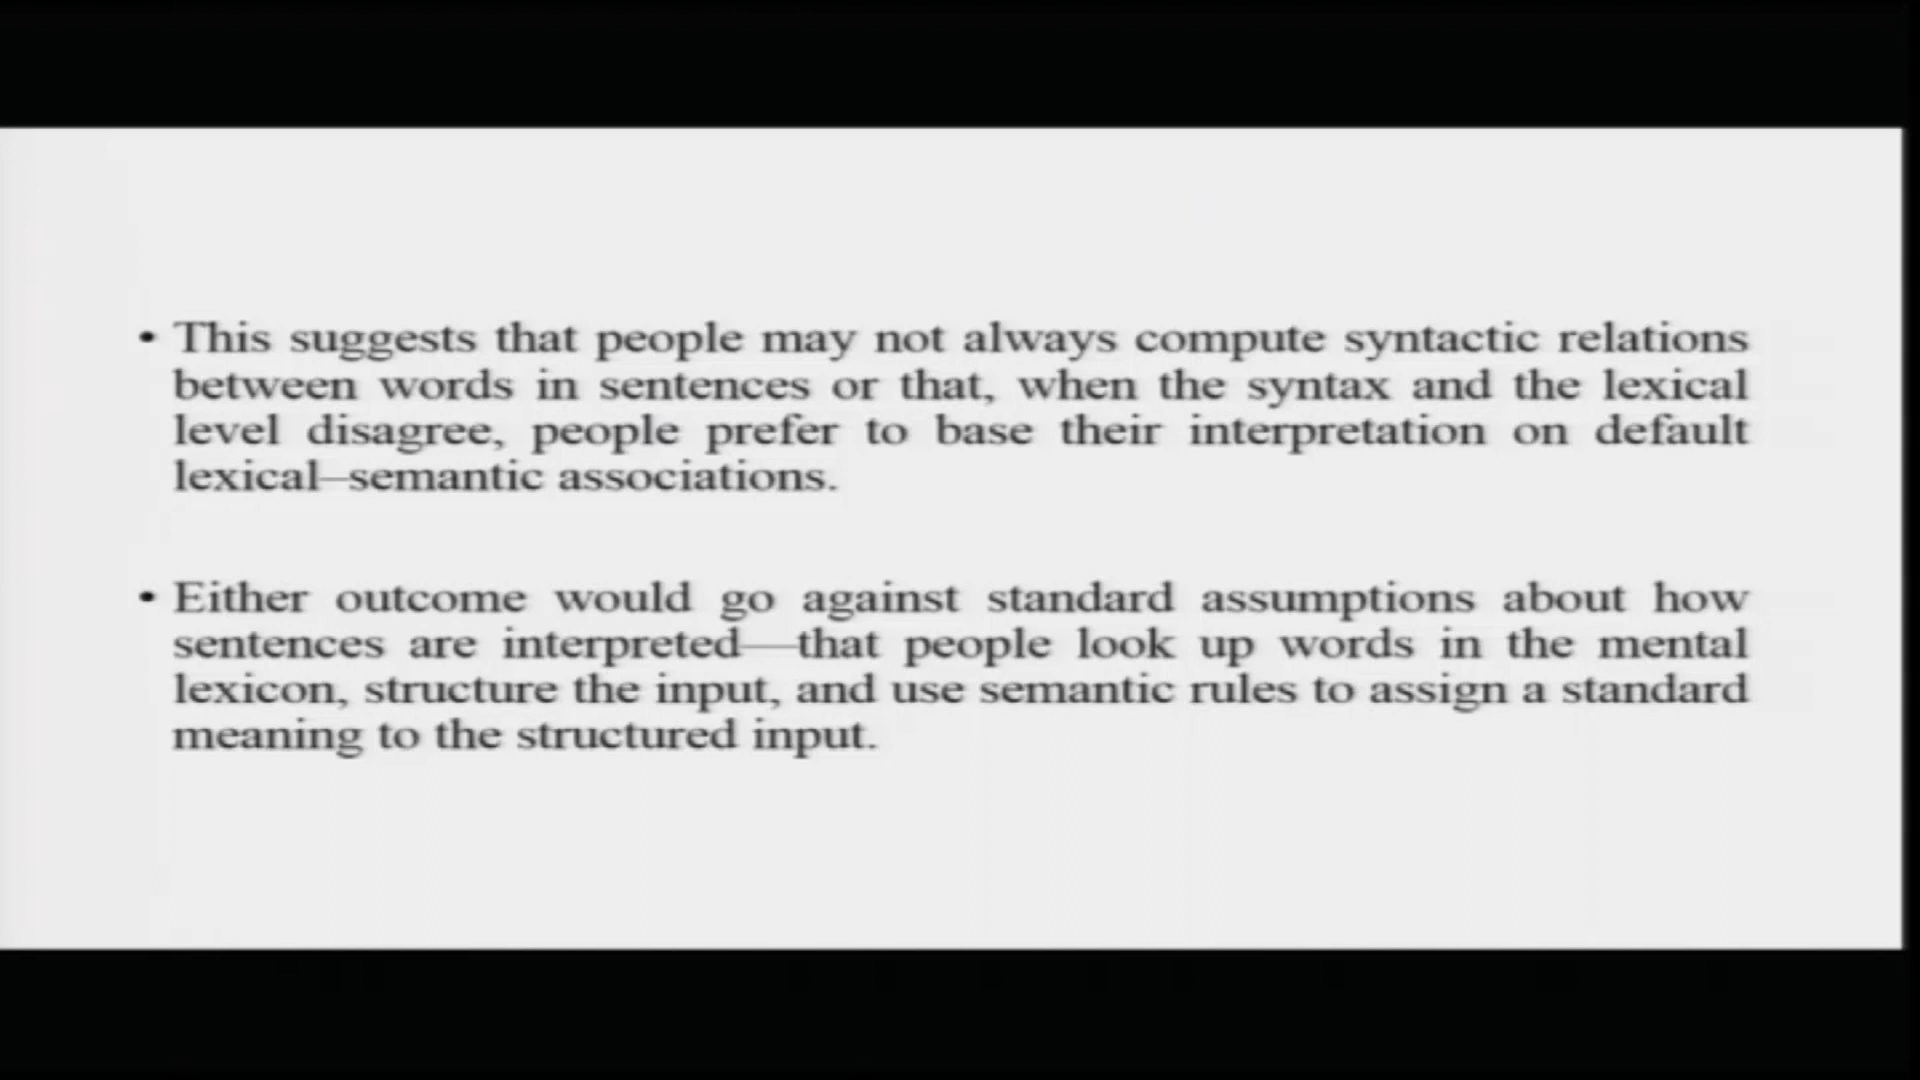 • This suggests that people may not always compute syntactic relations
between words in sentences or that, when the syntax and the lexical
level disagree, people prefer to base their interpretation on default
lexical–semantic associations.
• Either outcome would go against standard assumptions about how
sentences are interpreted—that people look up words in the mental
lexicon, structure the input, and use semantic rules to assign a standard
meaning to the structured input.